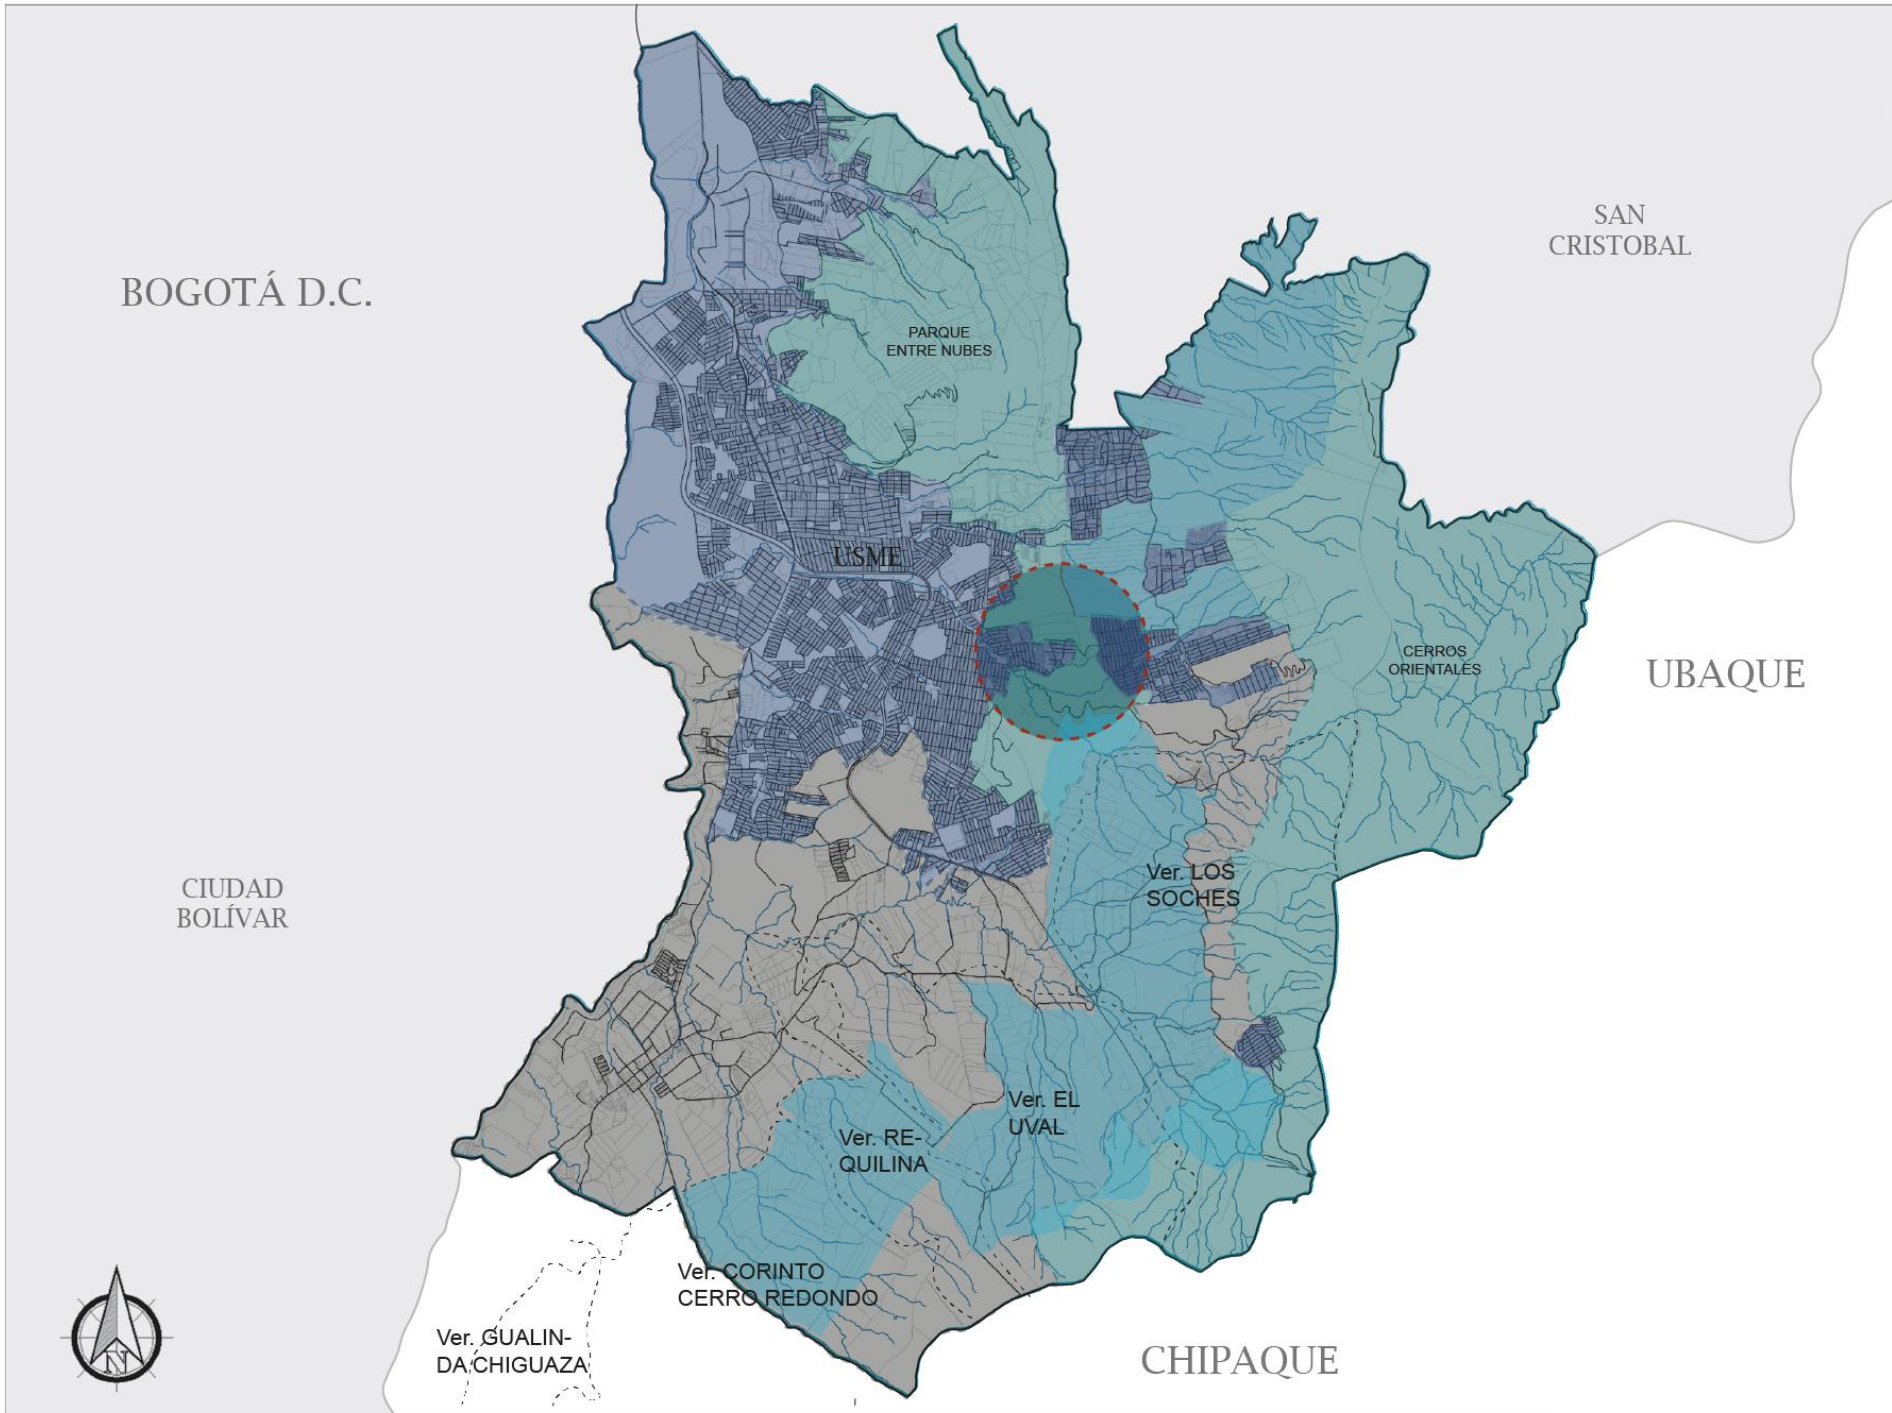 SAN
CRISTOBAL
BOGOTÁ D.C.
PARQUE
ENTRE NUBES
USME
CERROS
ORIENTALES
UBAQUE
Ver. LOS
SOCHES
CIUDAD
BOLÍVAR
Ver. EL
UVAL
Ver. RE-
QUILINA
Ver. CORINTO
CERRO REDONDO
Ver. GUALIN-
DA CHIGUAZA
CHIPAQUE
N